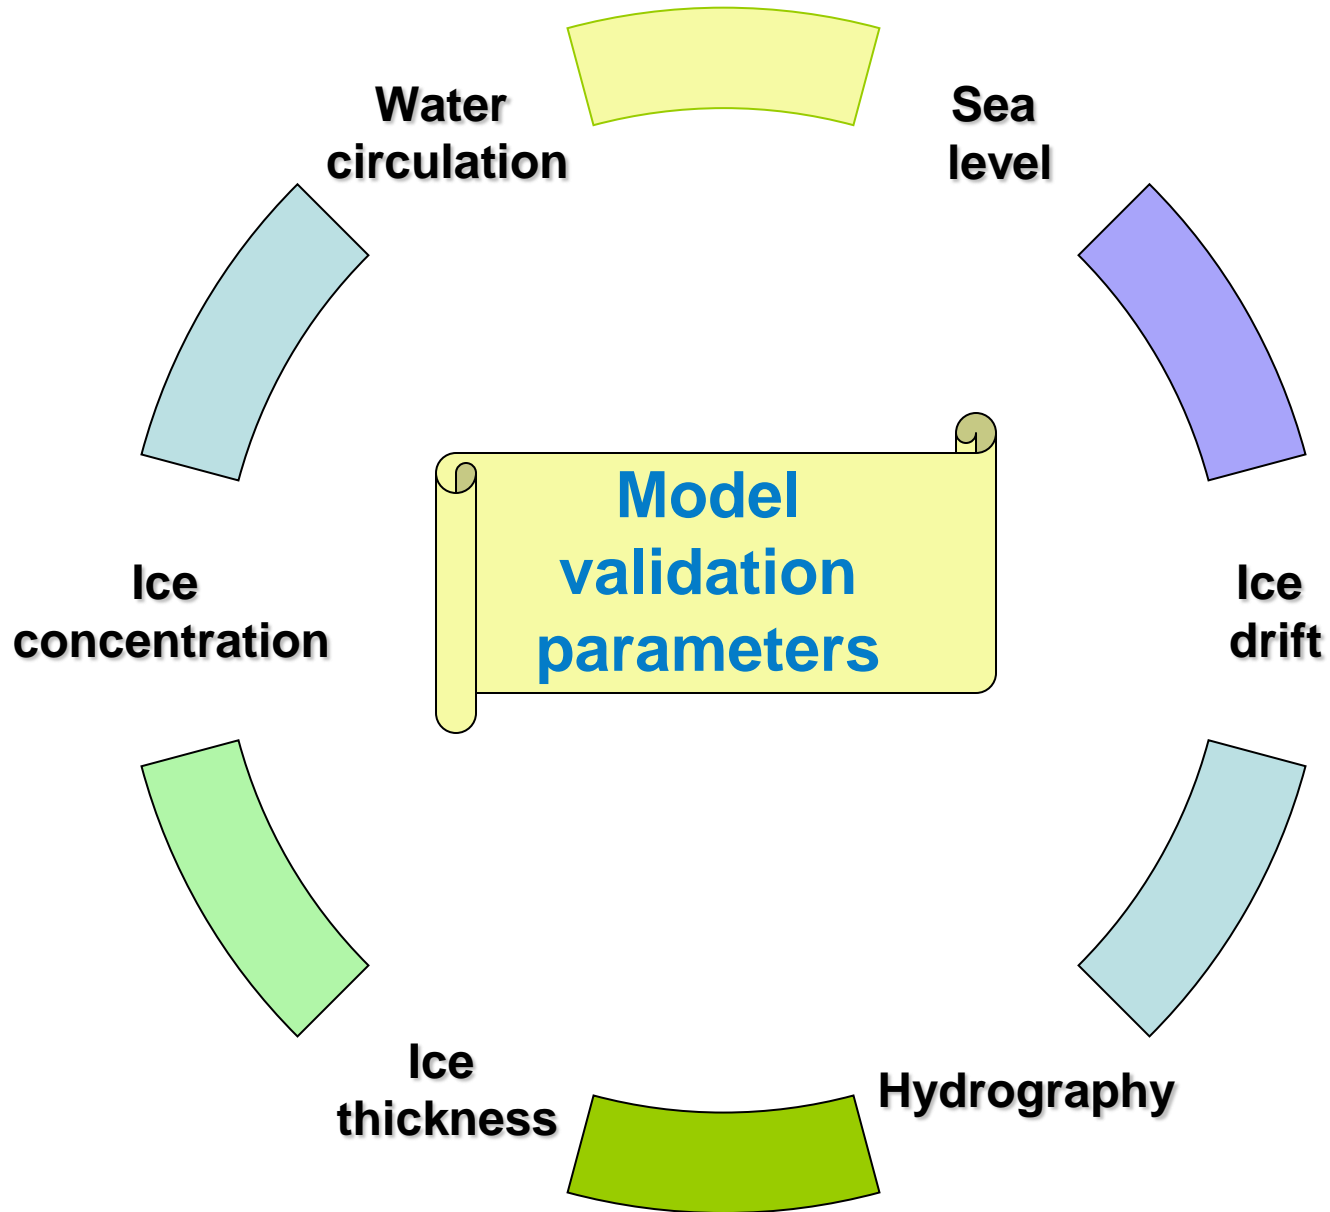 Water
circulation
Sea
level
Model
validation
parameters
Ice
concentration
Ice
drift
Ice
thickness
Hydrography